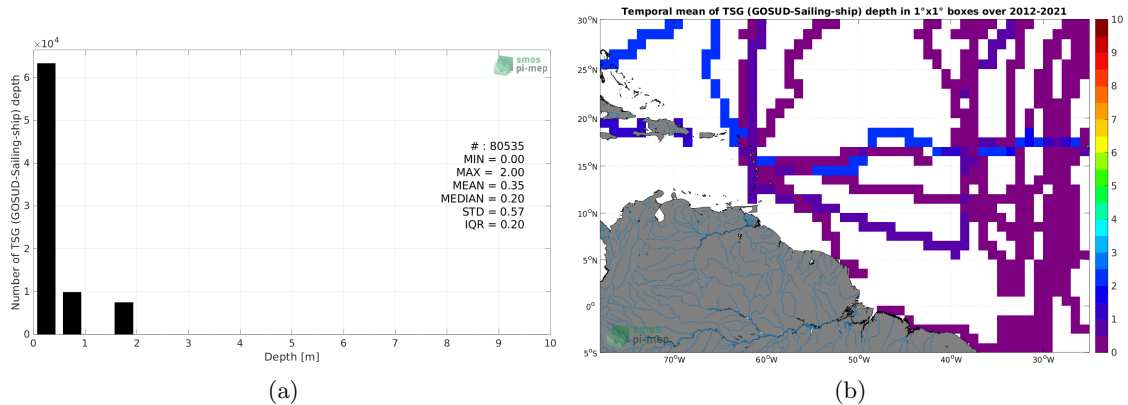 ×10⁴
6
5
4
3
2
1
0
Number of TSG (GOSUD-Sailing-ship) depth
smos
pi-mep
# : 80535
MIN = 0.00
MAX = 2.00
MEAN = 0.35
MEDIAN = 0.20
STD = 0.57
IQR = 0.20
0 1 2 3 4 5 6 7 8 9 10
Depth [m]
(a)
Temporal mean of TSG (GOSUD-Sailing-ship) depth in 1°x1° boxes over 2012-2021
30°N
25°N
20°N
15°N
10°N
5°N
0°
5°S
smos
pi-mep
70°W 60°W 50°W 40°W 30°W
10
9
8
7
6
5
4
3
2
1
0
(b)